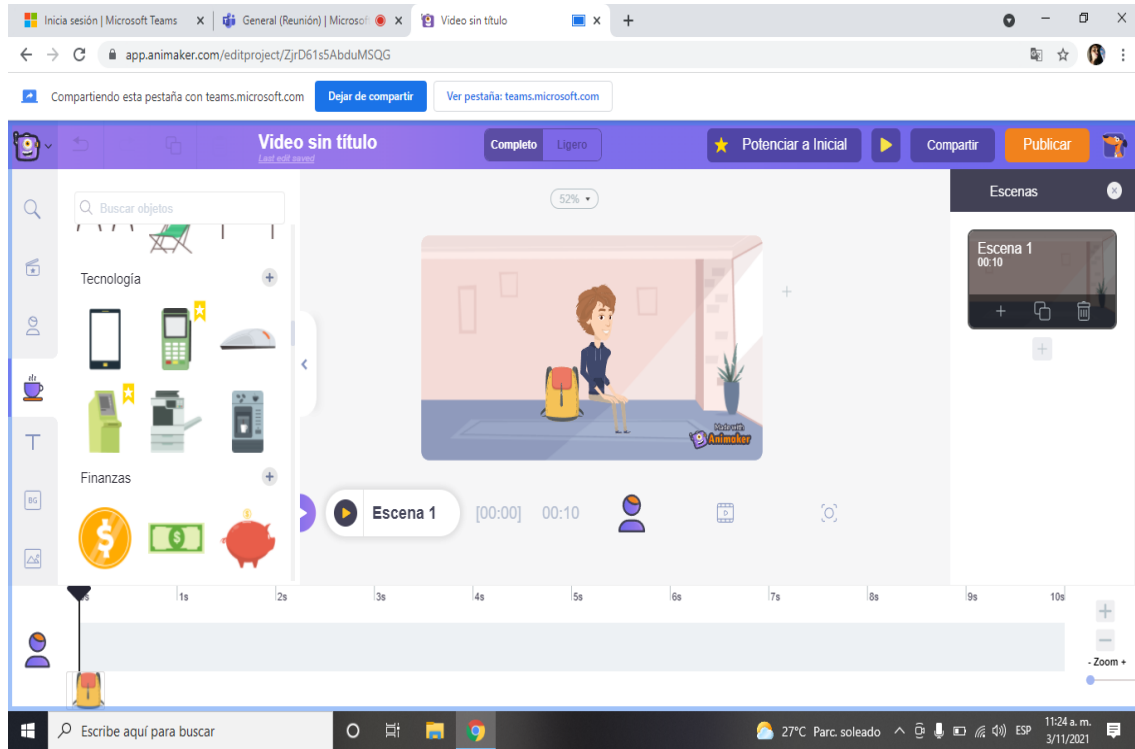 Inicia sesión | Microsoft Teams
General (Reunión) | Microsof
Video sin título
app.animaker.com/editproject/ZjrD61s5AbduMSQG
Compartiendo esta pestaña con teams.microsoft.com
Dejar de compartir
Ver pestaña: teams.microsoft.com
Video sin título
Last edit saved
Completo
Ligero
Potenciar a Inicial
Compartir
Publicar
Buscar objetos
52%
Escenas
Escena 1
00:10
Tecnología
Finanzas
T
BG
Made with
Animaker
Escena 1
[00:00]
00:10
1s
2s
3s
4s
5s
6s
7s
8s
9s
10s
- Zoom +
Escribe aquí para buscar
27°C Parc. soleado
ESP
11:24 a. m.
3/11/2021